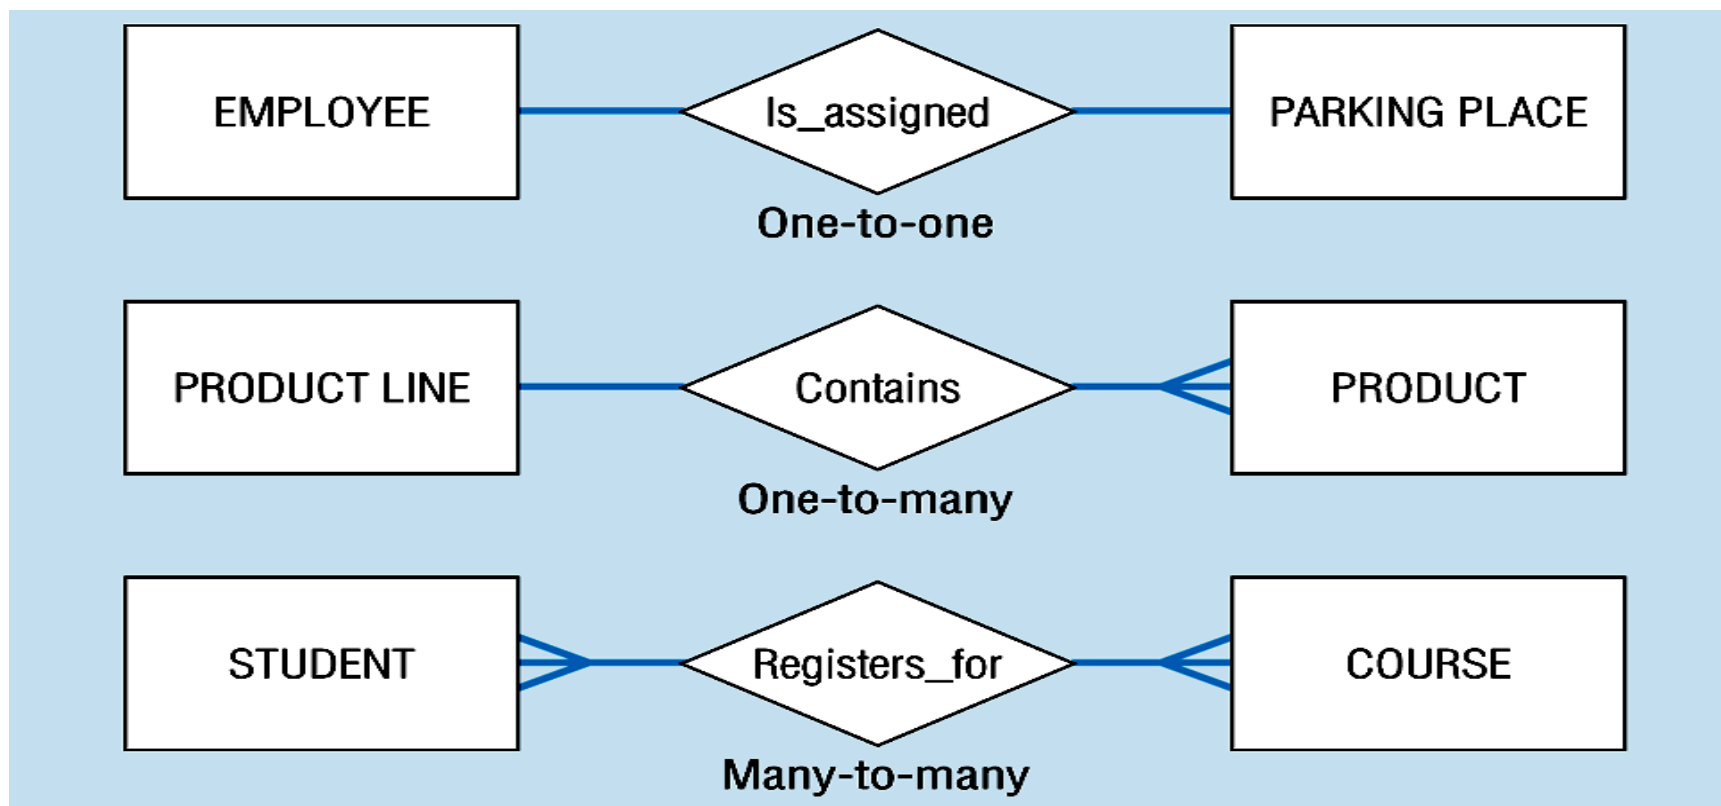 EMPLOYEE Is_assigned PARKING PLACE
One-to-one
PRODUCT LINE Contains PRODUCT
One-to-many
STUDENT Registers_for COURSE
Many-to-many